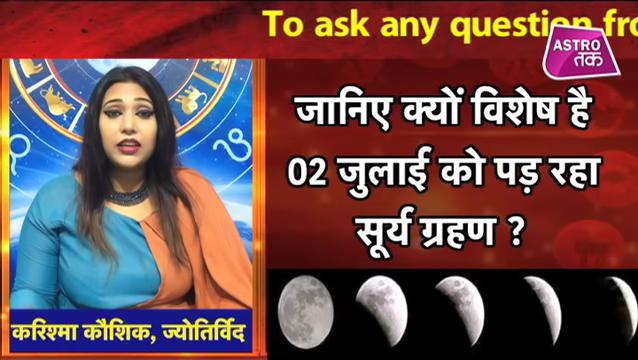 To ask any question fro
ASTRO
तक
जानिए क्यों विशेष है
02 जुलाई को पड़ रहा
सूर्य ग्रहण ?
करिश्मा कौशिक, ज्योतिर्विद